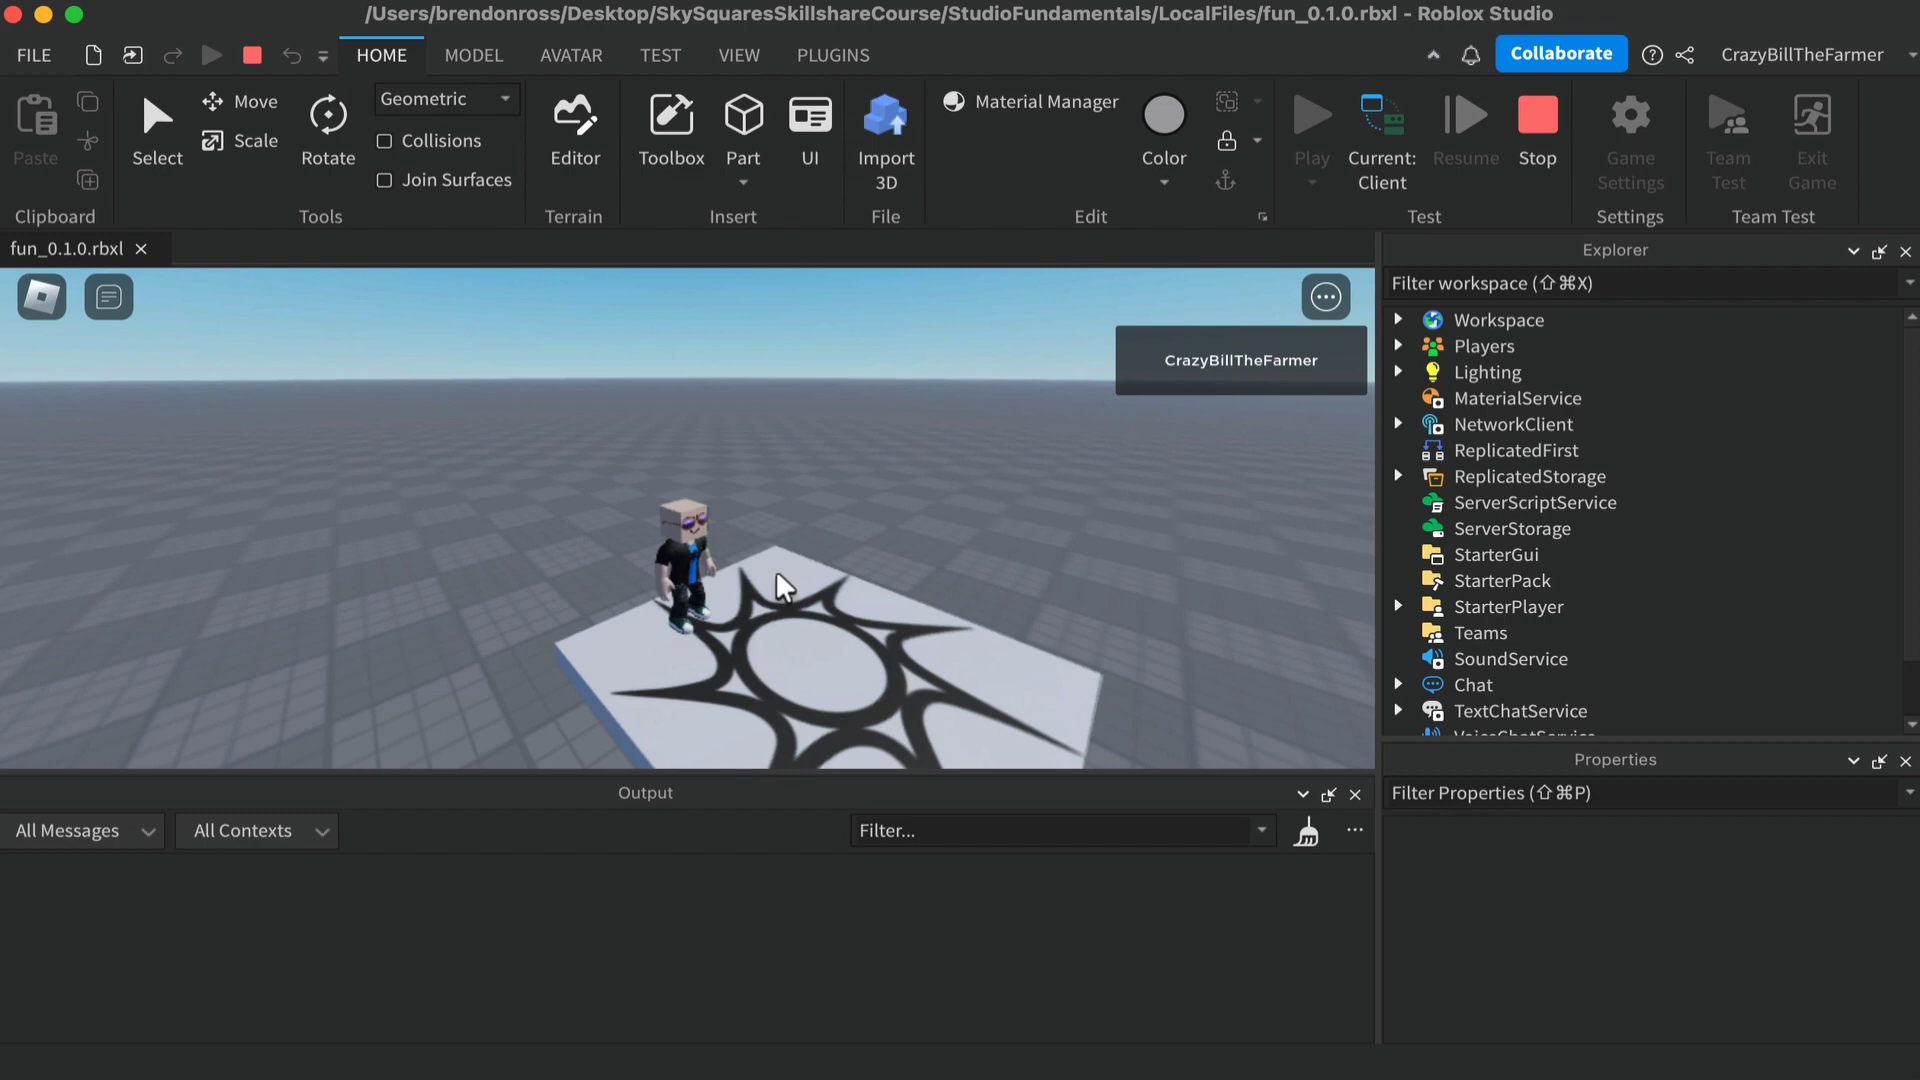 /Users/brendonross/Desktop/SkySquaresSkillshareCourse/StudioFundamentals/LocalFiles/fun_0.1.0.rbxl - Roblox Studio
FILE HOME MODEL AVATAR TEST VIEW PLUGINS Collaborate CrazyBillTheFarmer
Paste
Clipboard
Select
Move
Scale
Rotate
Geometric
Collisions
Join Surfaces
Tools
Editor
Terrain
Toolbox
Part
UI
Insert
Import
3D
File
Material Manager
Color
Edit
Play
Current:
Client
Resume
Stop
Test
Game
Settings
Settings
Team
Test
Exit
Game
Team Test
fun_0.1.0.rbxl
CrazyBillTheFarmer
Explorer
Filter workspace (⇧⌘X)
Workspace
Players
Lighting
MaterialService
NetworkClient
ReplicatedFirst
ReplicatedStorage
ServerScriptService
ServerStorage
StarterGui
StarterPack
StarterPlayer
Teams
SoundService
Chat
TextChatService
VoiceChatService
Properties
Filter Properties (⇧⌘P)
Output
All Messages
All Contexts
Filter...